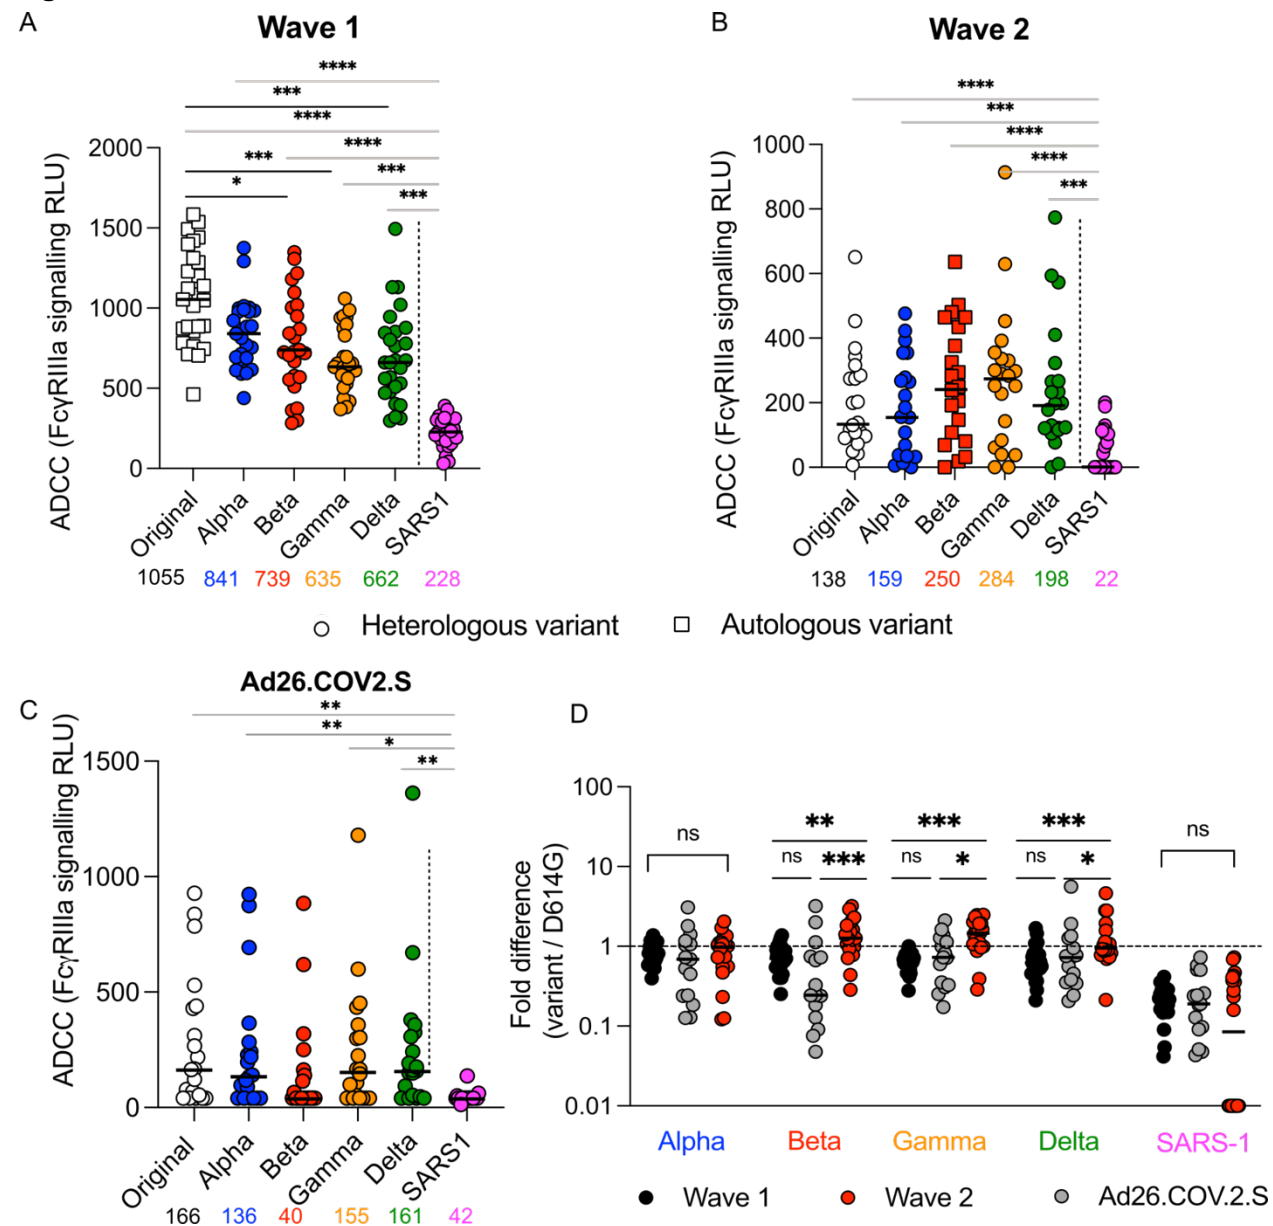 A
Wave 1
****
***
****
****
***
***
*
***
ADCC (FcγRIIIa signalling RLU)
2000
1500
1000
500
0
Original
Alpha
Beta
Gamma
Delta
SARS1
1055 841 739 635 662 228
B
Wave 2
****
***
****
****
***
ADCC (FcγRIIIa signalling RLU)
1000
800
600
400
200
0
Original
Alpha
Beta
Gamma
Delta
SARS1
138 159 250 284 198 22
Heterologous variant Autologous variant
C
Ad26.COV2.S
**
**
*
**
ADCC (FcγRIIIa signalling RLU)
1500
1000
500
0
Original
Alpha
Beta
Gamma
Delta
SARS1
166 136 40 155 161 42
D
Fold difference
(variant / D614G)
100
10
1
0.1
0.01
ns
**
ns ***
***
ns *
***
ns *
ns
Alpha Beta Gamma Delta SARS-1
Wave 1 Wave 2 Ad26.COV.2.S